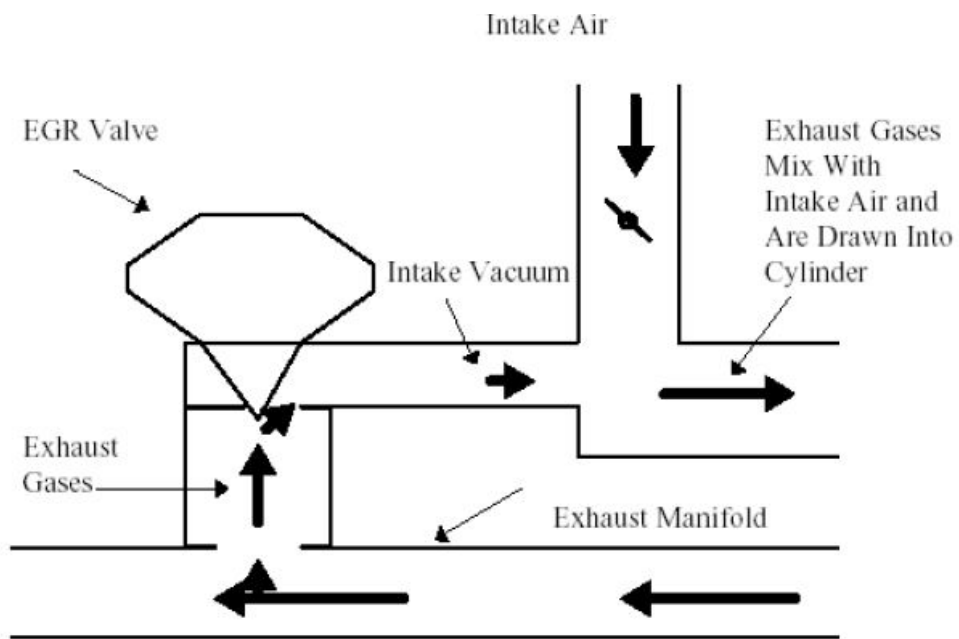 Intake Air
EGR Valve
Exhaust Gases
Mix With
Intake Air and
Are Drawn Into
Cylinder
Intake Vacuum
Exhaust
Gases
Exhaust Manifold